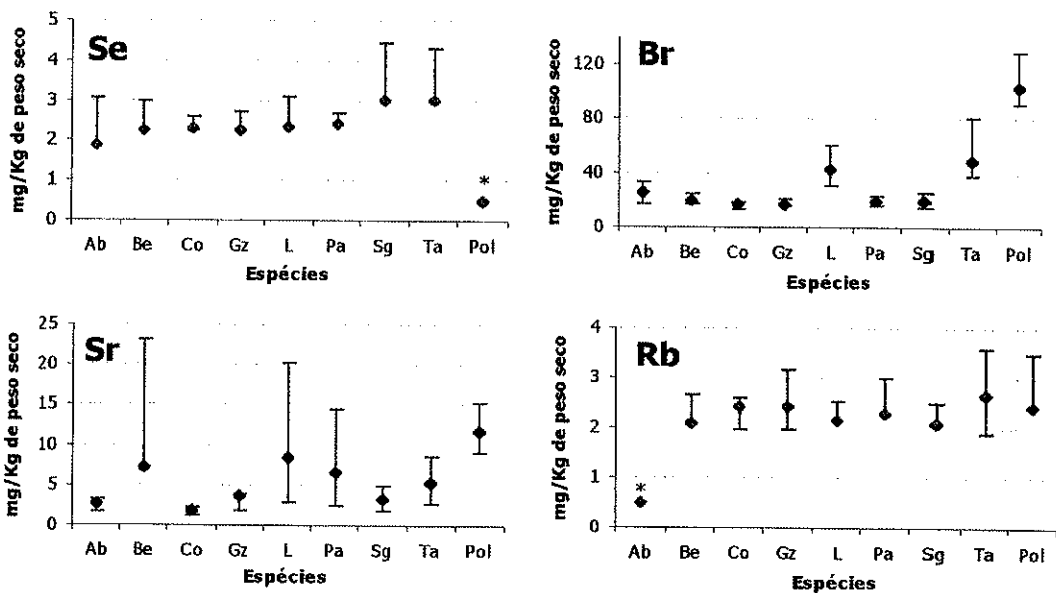 Se
mg/Kg de peso seco
5
4
3
2
1
0
*
Ab Be Co Gz L Pa Sg Ta Pol
Espécies
Br
mg/Kg de peso seco
120
80
40
0
Ab Be Co Gz L Pa Sg Ta Pol
Espécies
Sr
mg/Kg de peso seco
25
20
15
10
5
0
Ab Be Co Gz L Pa Sg Ta Pol
Espécies
Rb
mg/Kg de peso seco
4
3
2
1
0
*
Ab Be Co Gz L Pa Sg Ta Pol
Espécies